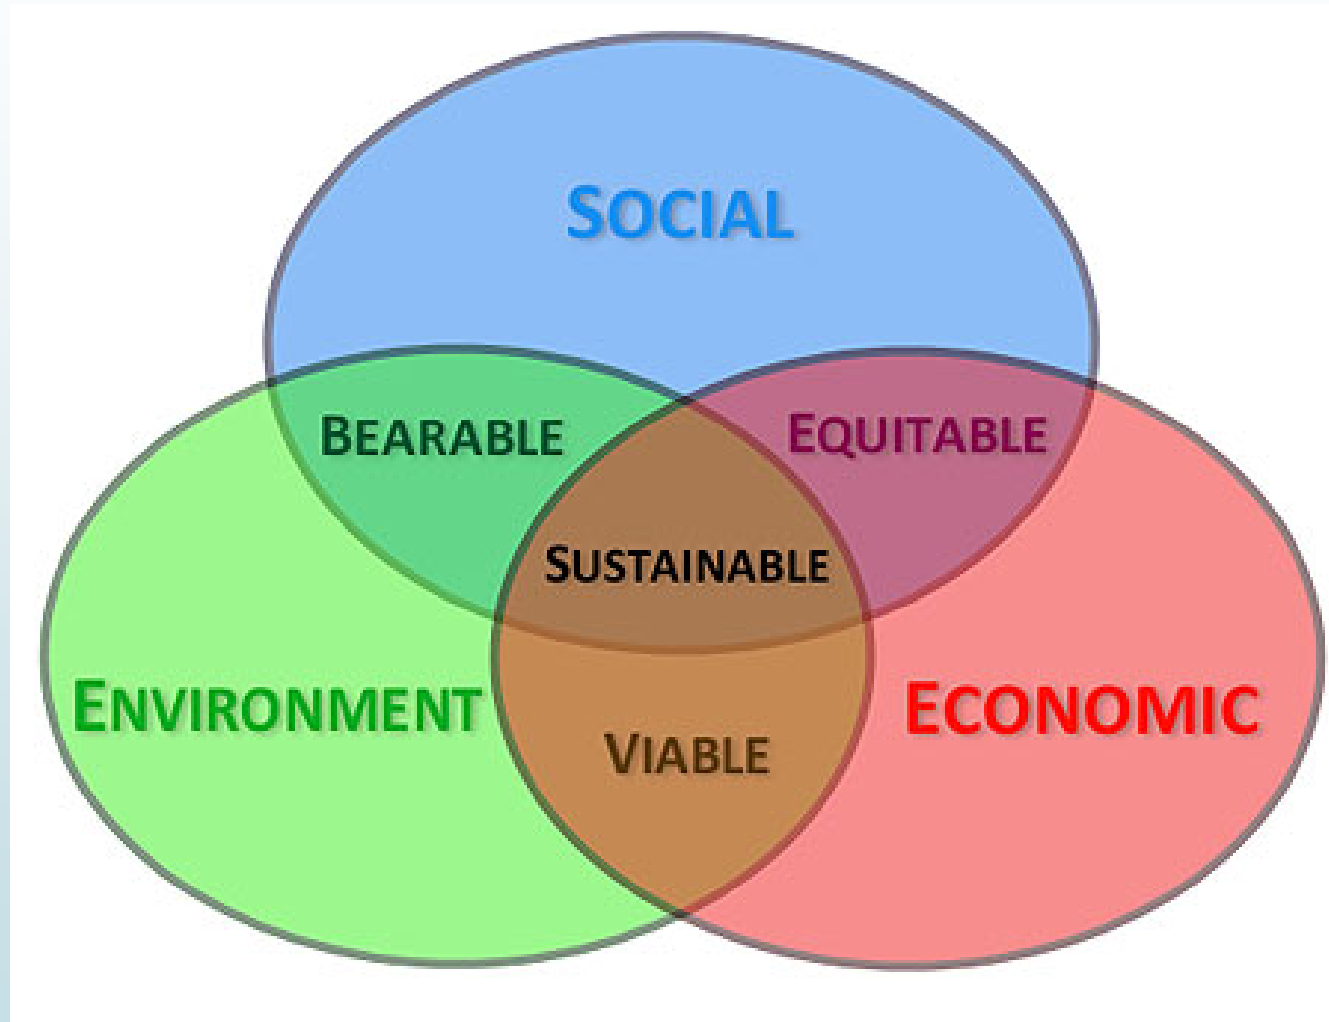 SOCIAL
BEARABLE
EQUITABLE
SUSTAINABLE
ENVIRONMENT
ECONOMIC
VIABLE